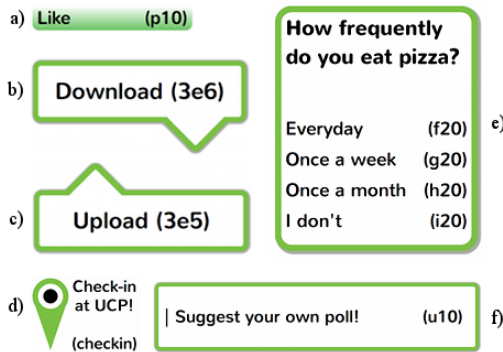 a) Like (p10)
b) Download (3e6)
c) Upload (3e5)
d) Check-in
at UCP!
(checkin)
How frequently
do you eat pizza?
Everyday (f20)
Once a week (g20)
Once a month (h20)
I don't (i20)
e)
| Suggest your own poll! (u10)
f)